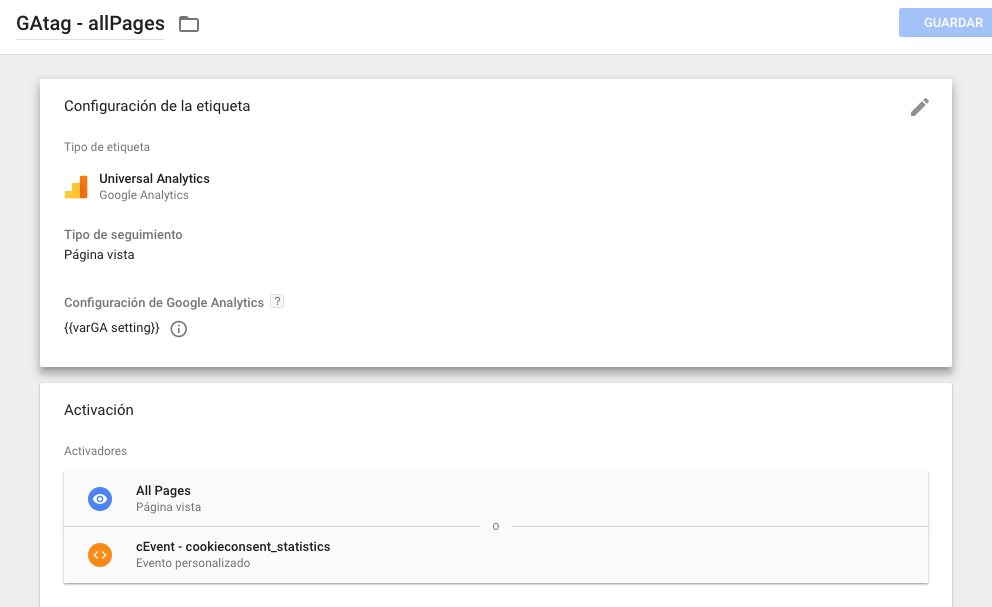 GAtag - allPages
GUARDAR
Configuración de la etiqueta
Tipo de etiqueta
Universal Analytics
Google Analytics
Tipo de seguimiento
Página vista
Configuración de Google Analytics ?
{{varGA setting}}
Activación
Activadores
All Pages
Página vista
o
cEvent - cookieconsent_statistics
Evento personalizado